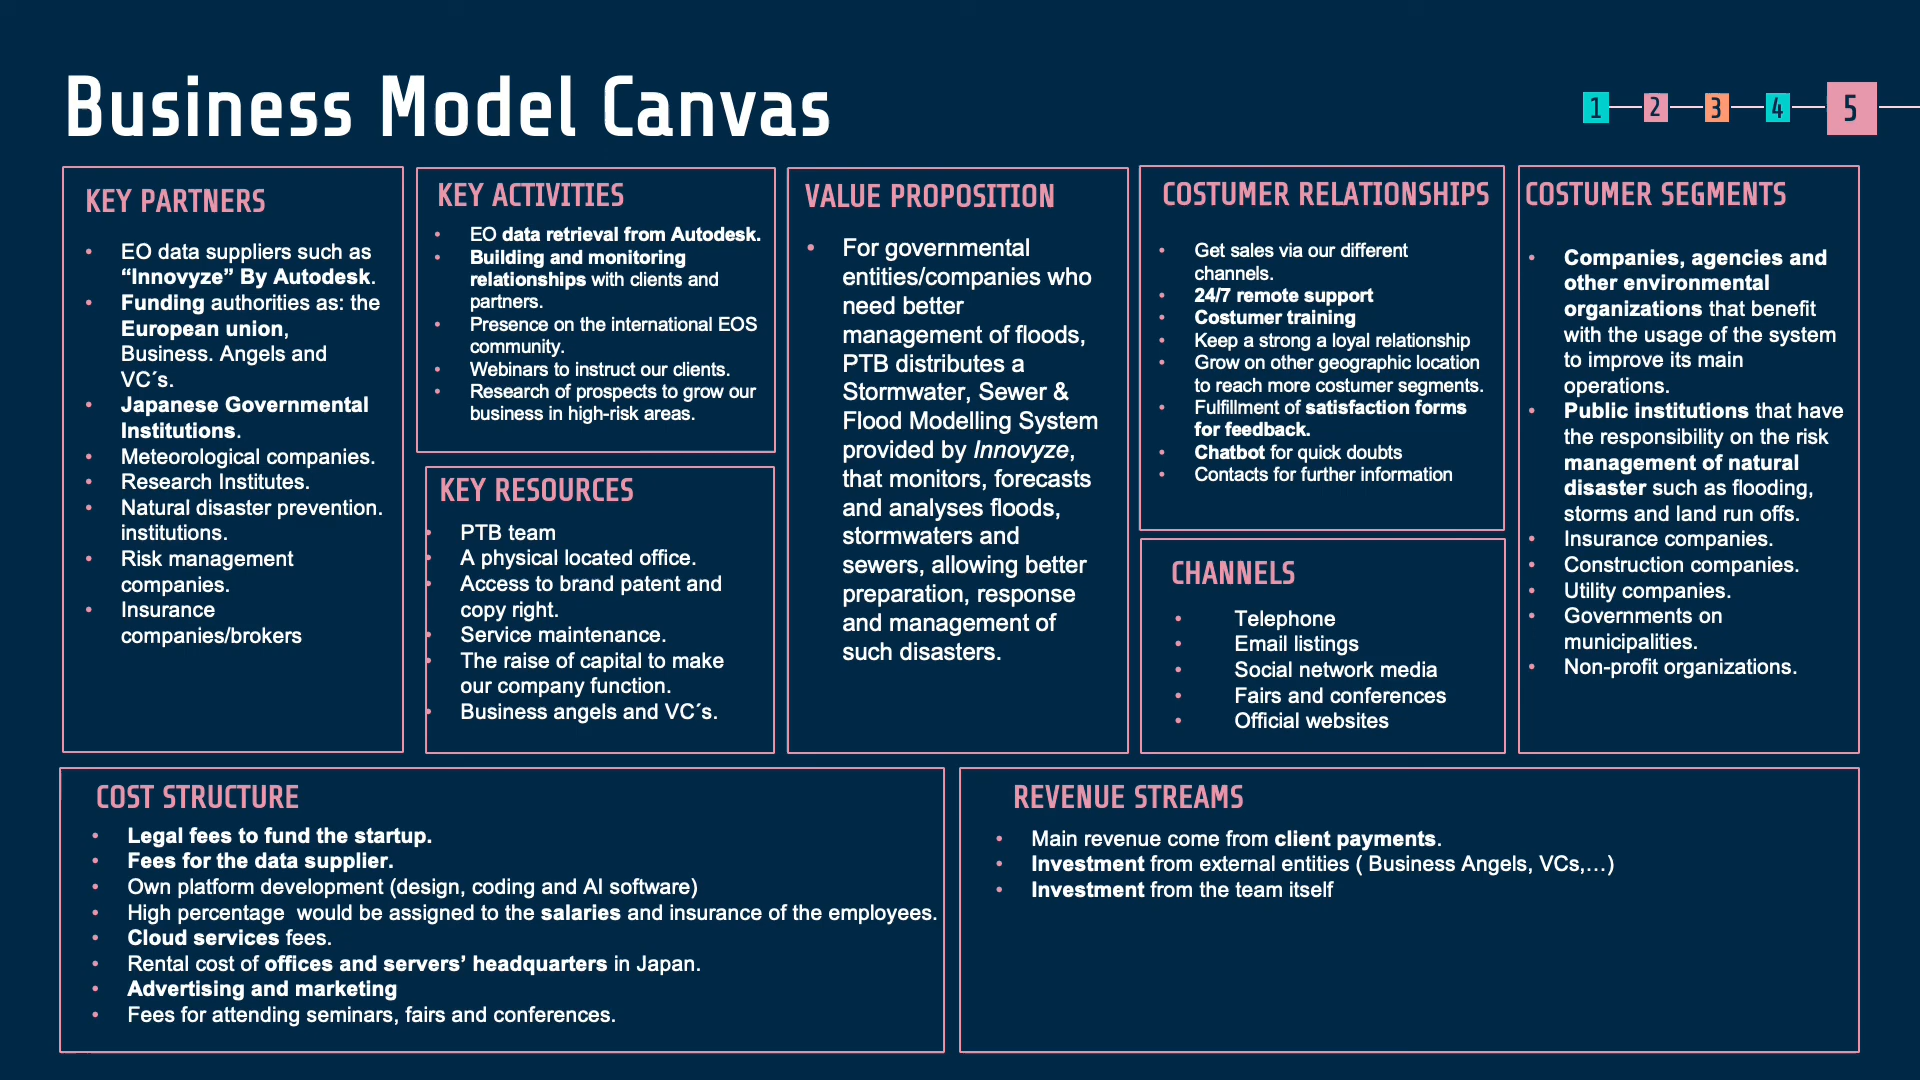 Business Model Canvas
1
2
3
4
5
KEY PARTNERS
EO data suppliers such as
“Innovyze” By Autodesk.
Funding authorities as: the
European union,
Business. Angels and
VC´s.
Japanese Governmental
Institutions.
Meteorological companies.
Research Institutes.
Natural disaster prevention.
institutions.
Risk management
companies.
Insurance
companies/brokers
KEY ACTIVITIES
EO data retrieval from Autodesk.
Building and monitoring
relationships with clients and
partners.
Presence on the international EOS
community.
Webinars to instruct our clients.
Research of prospects to grow our
business in high-risk areas.
KEY RESOURCES
PTB team
A physical located office.
Access to brand patent and
copy right.
Service maintenance.
The raise of capital to make
our company function.
Business angels and VC´s.
VALUE PROPOSITION
For governmental
entities/companies who
need better
management of floods,
PTB distributes a
Stormwater, Sewer &
Flood Modelling System
provided by Innovyze,
that monitors, forecasts
and analyses floods,
stormwaters and
sewers, allowing better
preparation, response
and management of
such disasters.
COSTUMER RELATIONSHIPS
Get sales via our different
channels.
24/7 remote support
Costumer training
Keep a strong a loyal relationship
Grow on other geographic location
to reach more costumer segments.
Fulfillment of satisfaction forms
for feedback.
Chatbot for quick doubts
Contacts for further information
CHANNELS
Telephone
Email listings
Social network media
Fairs and conferences
Official websites
COSTUMER SEGMENTS
Companies, agencies and
other environmental
organizations that benefit
with the usage of the system
to improve its main
operations.
Public institutions that have
the responsibility on the risk
management of natural
disaster such as flooding,
storms and land run offs.
Insurance companies.
Construction companies.
Utility companies.
Governments on
municipalities.
Non-profit organizations.
COST STRUCTURE
Legal fees to fund the startup.
Fees for the data supplier.
Own platform development (design, coding and AI software)
High percentage  would be assigned to the salaries and insurance of the employees.
Cloud services fees.
Rental cost of offices and servers’ headquarters in Japan.
Advertising and marketing
Fees for attending seminars, fairs and conferences.
REVENUE STREAMS
Main revenue come from client payments.
Investment from external entities ( Business Angels, VCs,…)
Investment from the team itself